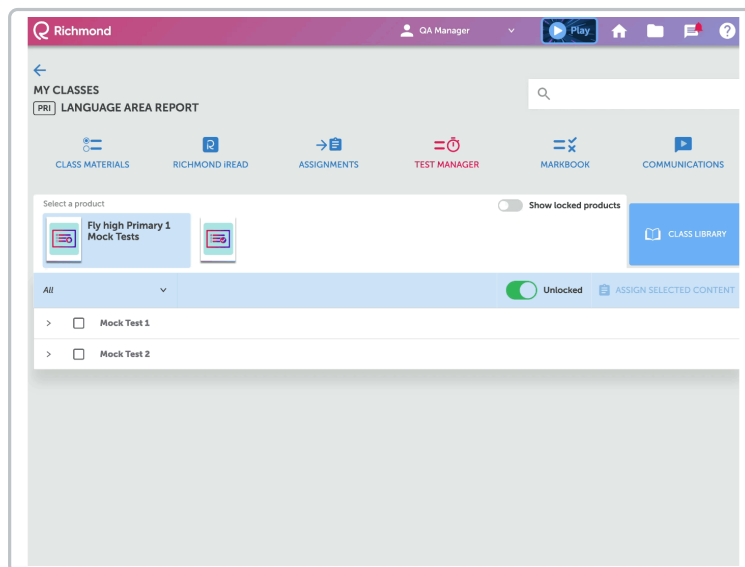 Richmond
QA Manager
Play
?
MY CLASSES
PRI LANGUAGE AREA REPORT
CLASS MATERIALS
RICHMOND iREAD
ASSIGNMENTS
TEST MANAGER
MARKBOOK
COMMUNICATIONS
Select a product
Show locked products
Fly high Primary 1
Mock Tests
CLASS LIBRARY
All
Unlocked
ASSIGN SELECTED CONTENT
Mock Test 1
Mock Test 2